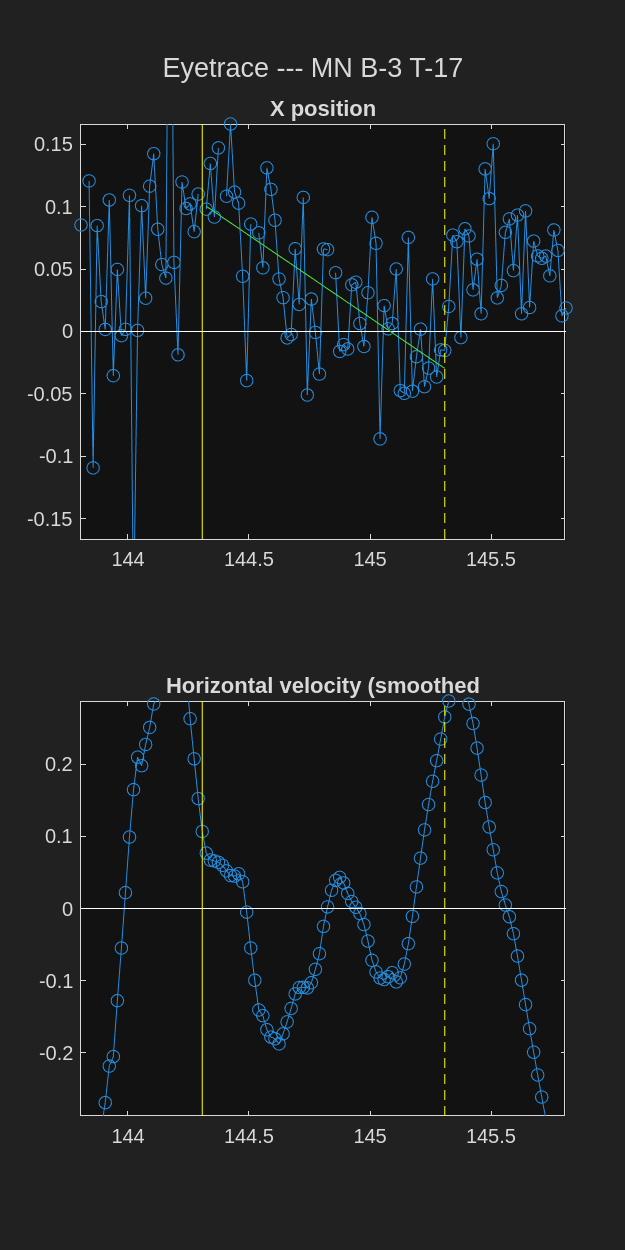 Eyetrace --- MN B-3 T-17
X position
0.15
0.1
0.05
0
-0.05
-0.1
-0.15
144 144.5 145 145.5
Horizontal velocity (smoothed
0.2
0.1
0
-0.1
-0.2
144 144.5 145 145.5